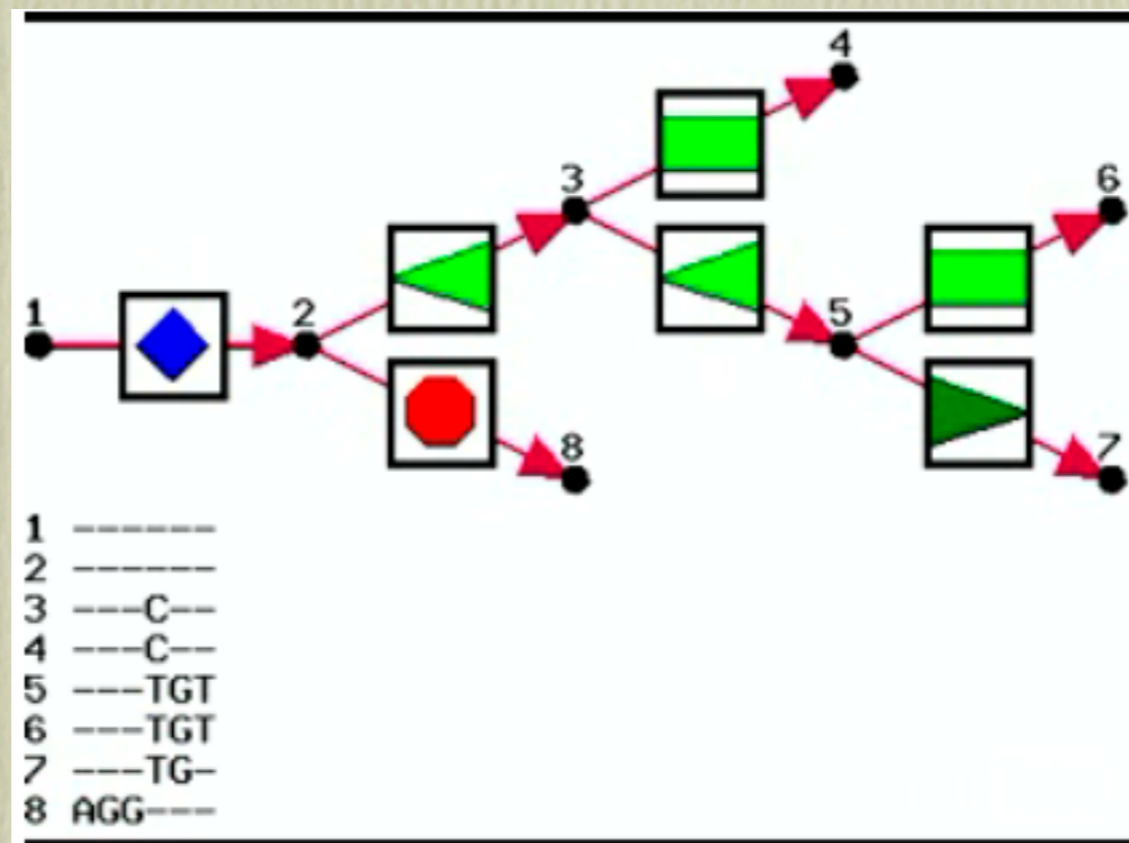 4
3
6
1
2
5
8
7
1 ------
2 ------
3 ---C--
4 ---C--
5 ---TGT
6 ---TGT
7 ---TG-
8 AGG---